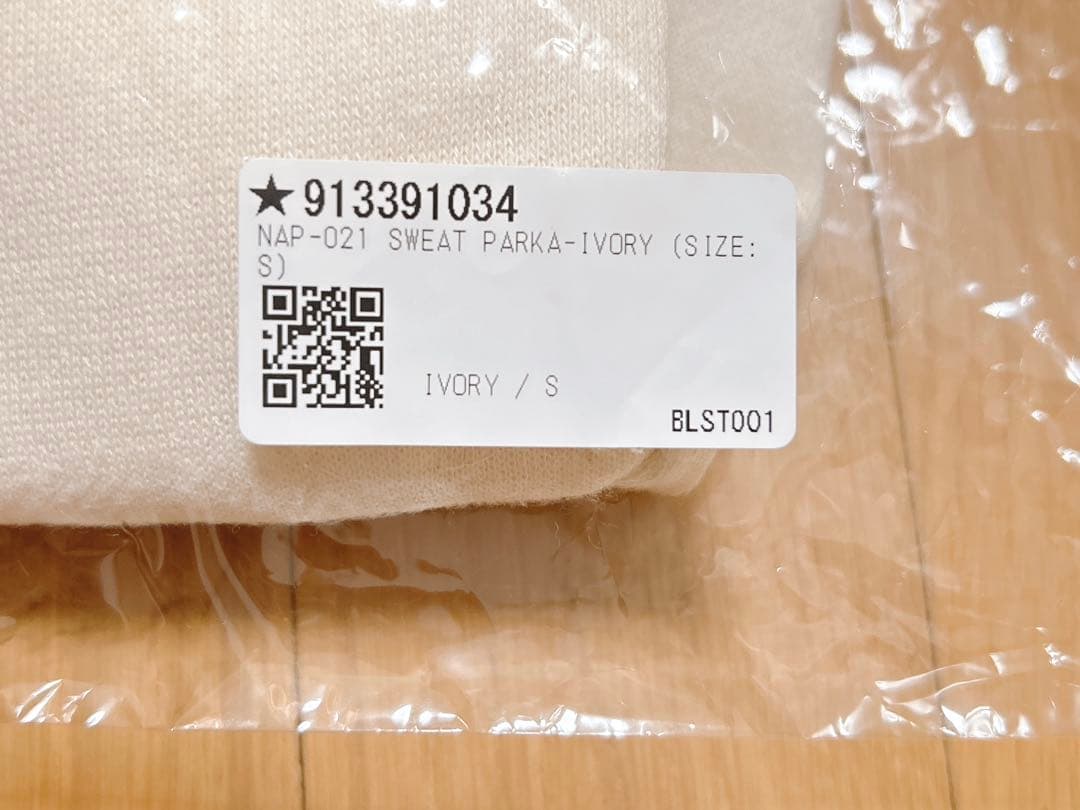 ★913391034
NAP-021 SWEAT PARKA-IVORY (SIZE:
S)
IVORY / S
BLST001